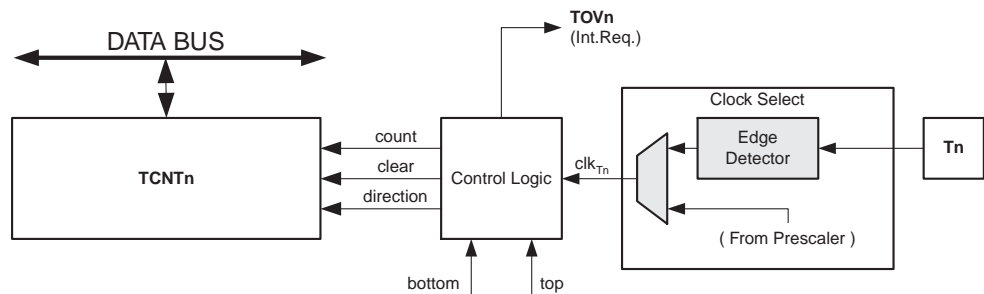 TOVn
(Int.Req.)
DATA BUS
Clock Select
count
Edge
Detector
Tn
TCNTn
clear
Control Logic
clkTn
direction
( From Prescaler )
bottom
top